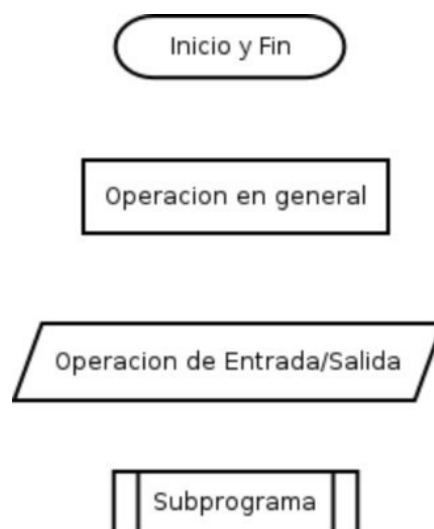 Inicio y Fin
Operacion en general
Operacion de Entrada/Salida
Subprograma